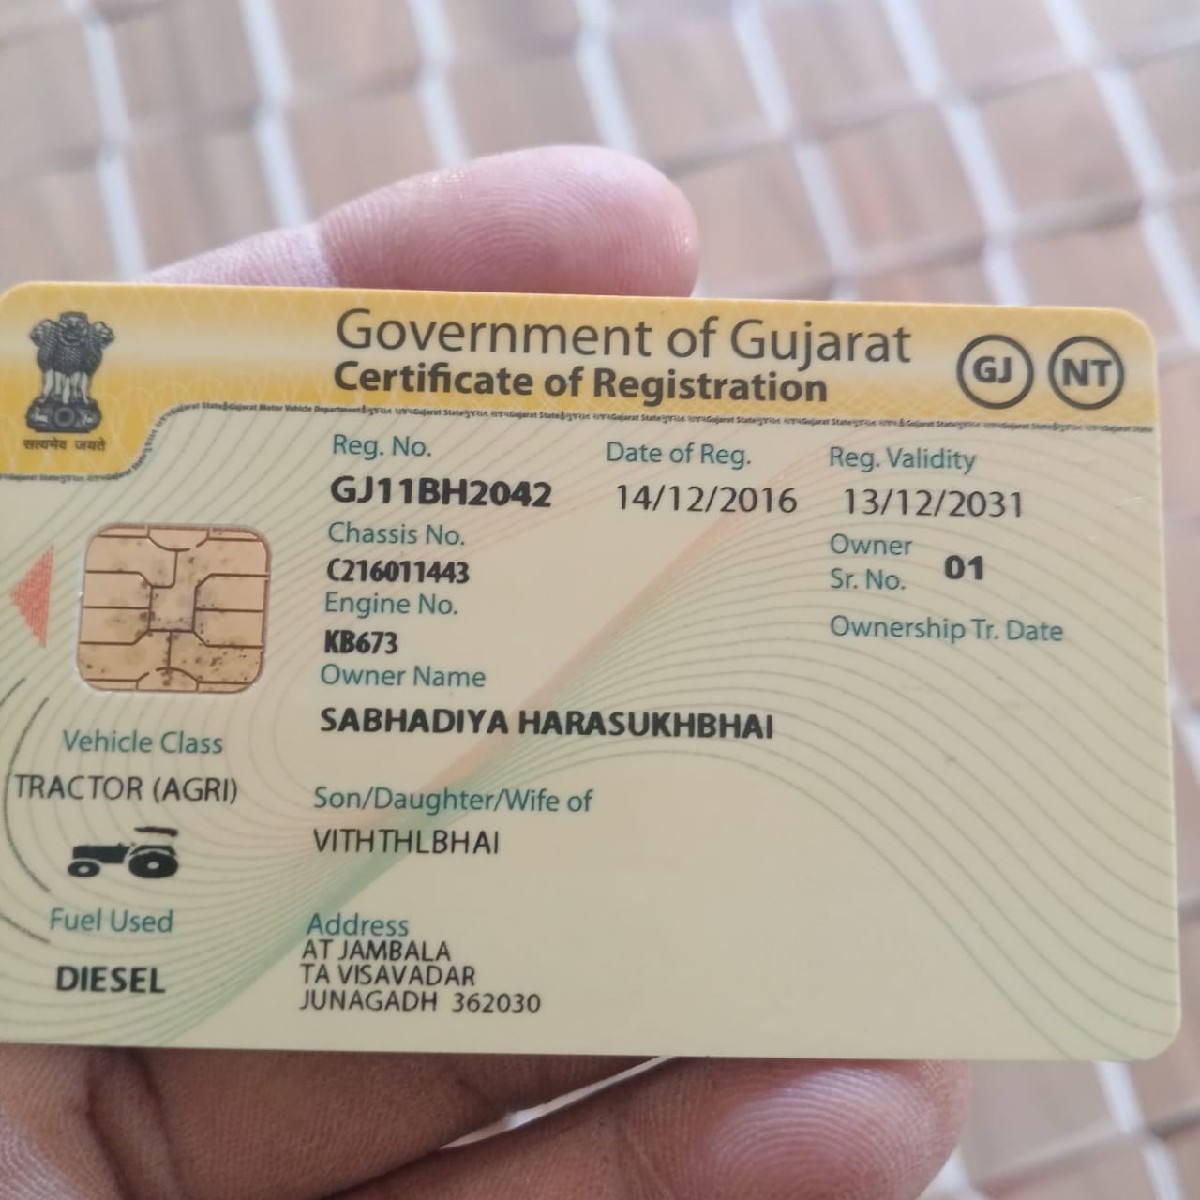 Government of Gujarat
Certificate of Registration
GJ NT
सत्यमेव जयते
Reg. No. Date of Reg. Reg. Validity
GJ11BH2042 14/12/2016 13/12/2031
Chassis No.
C216011443
Owner Sr. No. 01
Engine No.
KB673
Ownership Tr. Date
Owner Name
SABHADIYA HARASUKHBHAI
Vehicle Class
TRACTOR (AGRI)
Son/Daughter/Wife of
VITHTHLBHAI
Fuel Used
DIESEL
Address
AT JAMBALA
TA VISAVADAR
JUNAGADH 362030